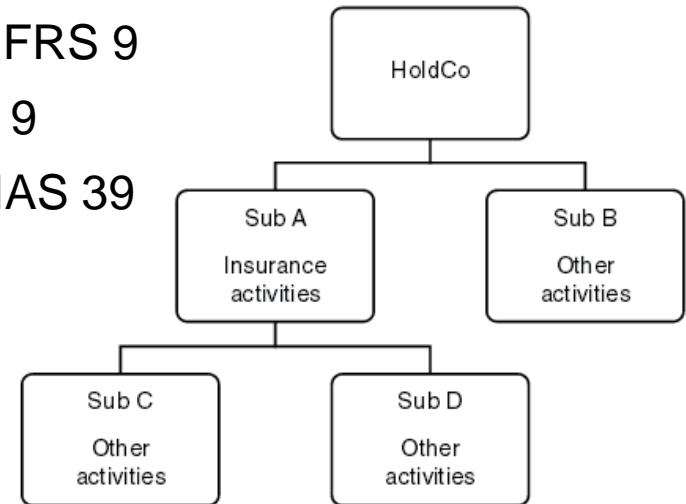 FRS 9
9
IAS 39
HoldCo
Sub A
Insurance
activities
Sub B
Other
activities
Sub C
Other
activities
Sub D
Other
activities